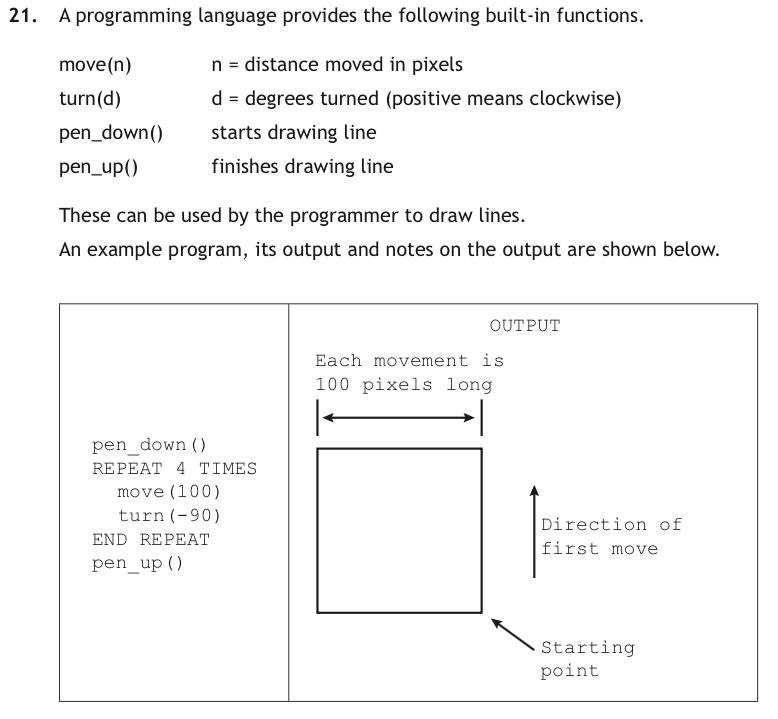 21. A programming language provides the following built-in functions.
move(n) n = distance moved in pixels
turn(d) d = degrees turned (positive means clockwise)
pen_down() starts drawing line
pen_up() finishes drawing line
These can be used by the programmer to draw lines.
An example program, its output and notes on the output are shown below.
pen_down()
REPEAT 4 TIMES
move(100)
turn(-90)
END REPEAT
pen_up()
OUTPUT
Each movement is
100 pixels long
Direction of
first move
Starting
point